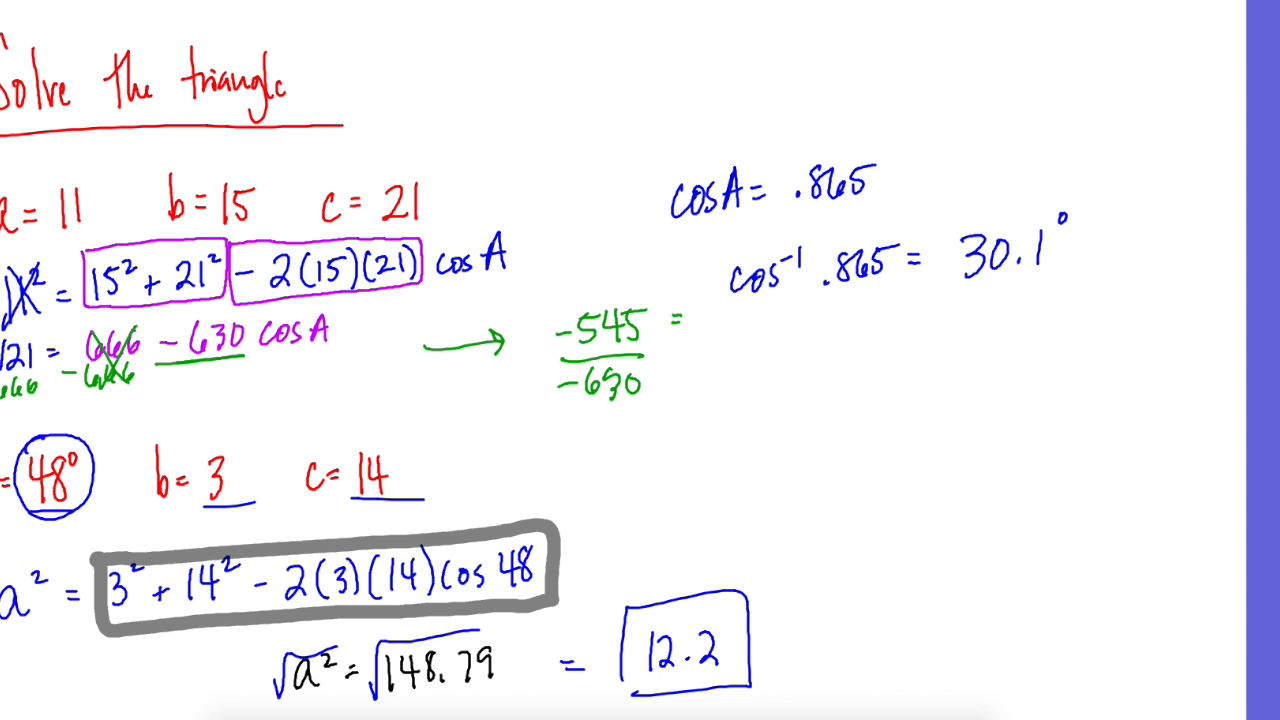 Solve the triangle
a = 11 b = 15 c = 21
11² = 15² + 21² - 2(15)(21) cos A
121 = 666 - 630 cos A
666 - 666
→ -545 / -630 =
cos A = .865
cos⁻¹ .865 = 30.1°
= 48° b = 3 c = 14
a² = 3² + 14² - 2(3)(14) cos 48
√a² = √148.79 = 12.2